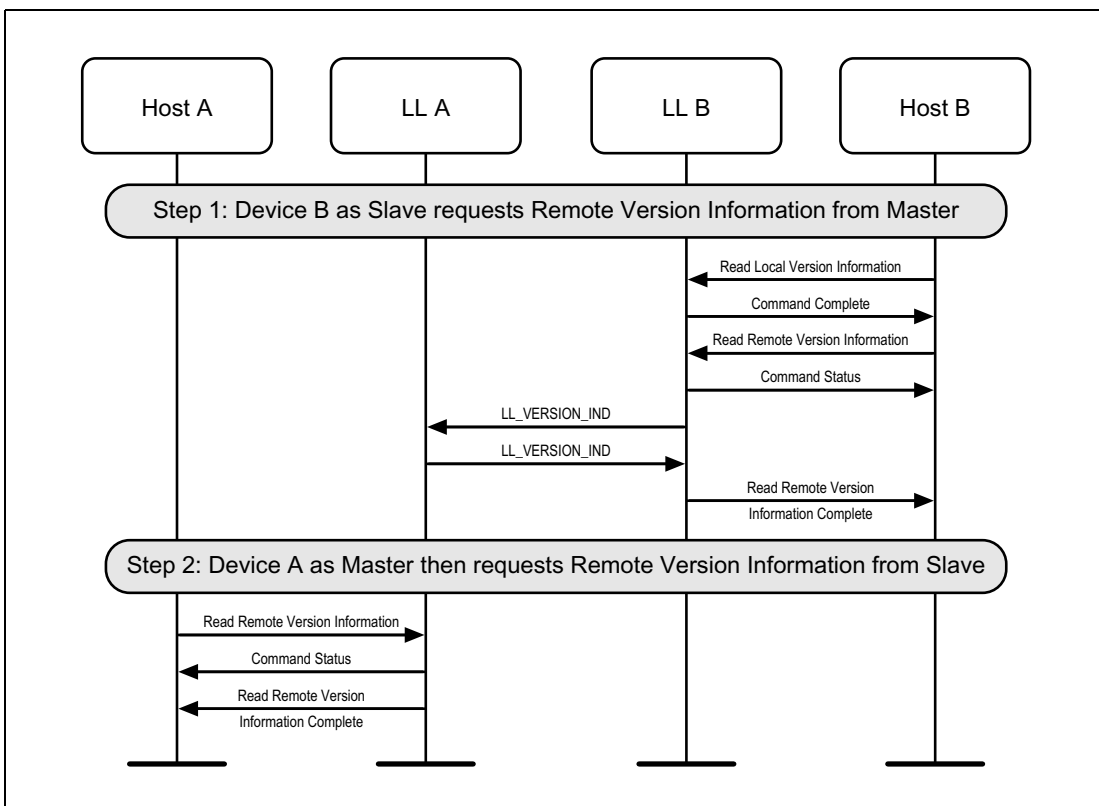 Host A
LL A
LL B
Host B
Step 1: Device B as Slave requests Remote Version Information from Master
Read Local Version Information
Command Complete
Read Remote Version Information
Command Status
LL_VERSION_IND
LL_VERSION_IND
Read Remote Version
Information Complete
Step 2: Device A as Master then requests Remote Version Information from Slave
Read Remote Version Information
Command Status
Read Remote Version
Information Complete